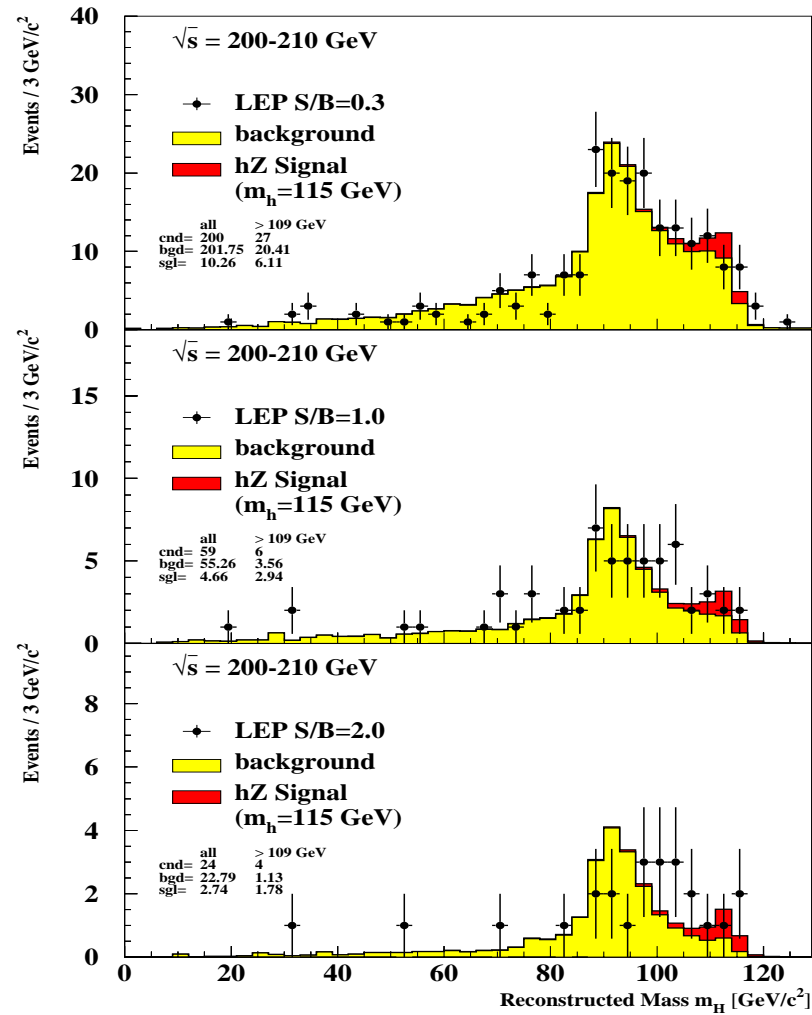 Events / 3 GeV/c²
40
30
20
10
0
√s = 200-210 GeV
LEP S/B=0.3
background
hZ Signal
(mₕ=115 GeV)
all > 109 GeV
cnd= 200 27
bgd= 201.75 20.41
sgl= 10.26 6.11
Events / 3 GeV/c²
15
10
5
0
√s = 200-210 GeV
LEP S/B=1.0
background
hZ Signal
(mₕ=115 GeV)
all > 109 GeV
cnd= 59 6
bgd= 55.26 3.56
sgl= 4.66 2.94
Events / 3 GeV/c²
8
6
4
2
0
√s = 200-210 GeV
LEP S/B=2.0
background
hZ Signal
(mₕ=115 GeV)
all > 109 GeV
cnd= 24 4
bgd= 22.79 1.13
sgl= 2.74 1.78
0 20 40 60 80 100 120
Reconstructed Mass m_H [GeV/c²]